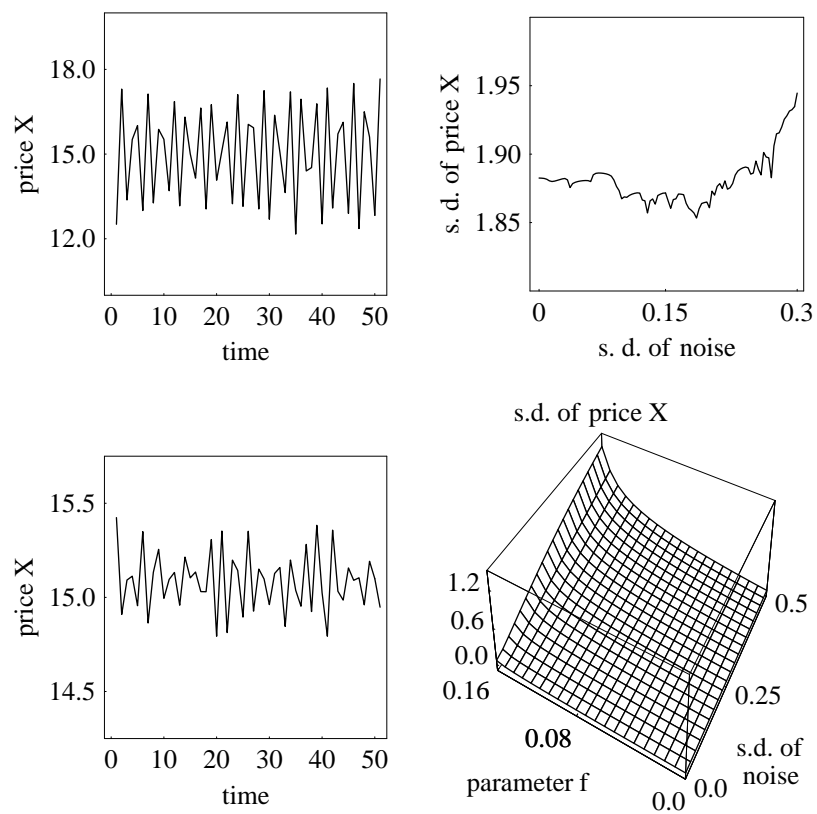 18.0
15.0
12.0
price X
0 10 20 30 40 50
time
1.95
1.90
1.85
s. d. of price X
0 0.15 0.3
s. d. of noise
15.5
15.0
14.5
price X
0 10 20 30 40 50
time
s.d. of price X
1.2
0.6
0.0
0.16
0.08
parameter f
0.0
0.0
0.25
0.5
s.d. of
noise